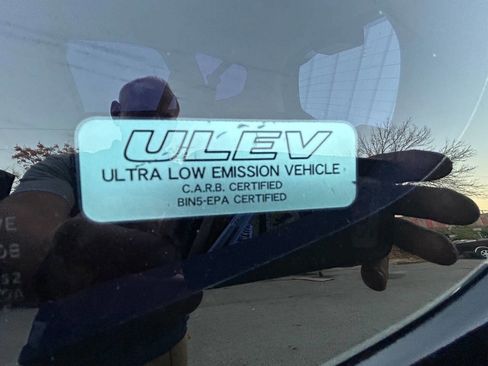 ULEV
ULTRA LOW EMISSION VEHICLE
C.A.R.B. CERTIFIED
BIN5-EPA CERTIFIED